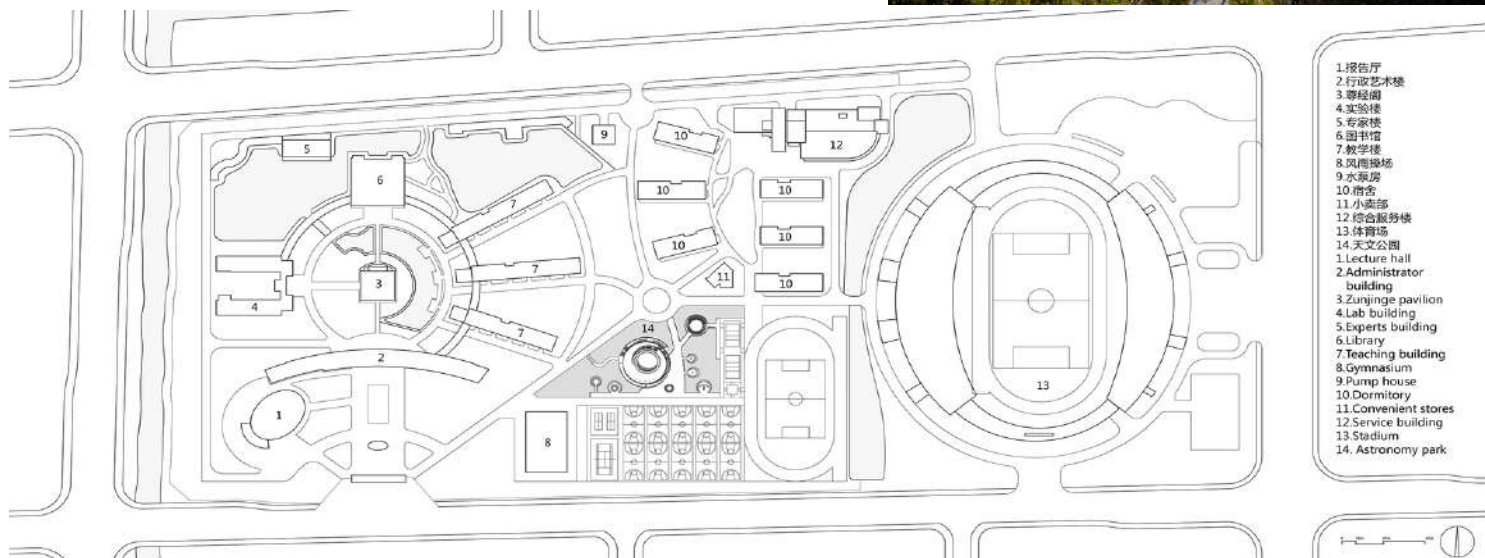 1.报告厅
2.行政艺术楼
3.尊经阁
4.实验楼
5.专家楼
6.图书馆
7.教学楼
8.风雨操场
9.水泵房
10.宿舍
11.小卖部
12.综合服务楼
13.体育场
14.天文公园
1.Lecture hall
2.Administrator
building
3.Zunjinge pavilion
4.Lab building
5.Experts building
6.Library
7.Teaching building
8.Gymnasium
9.Pump house
10.Dormitory
11.Convenient stores
12.Service building
13.Stadium
14. Astronomy park
9
10
12
5
6
10
10
7
10
10
7
11
10
3
4
14
7
13
2
1
8